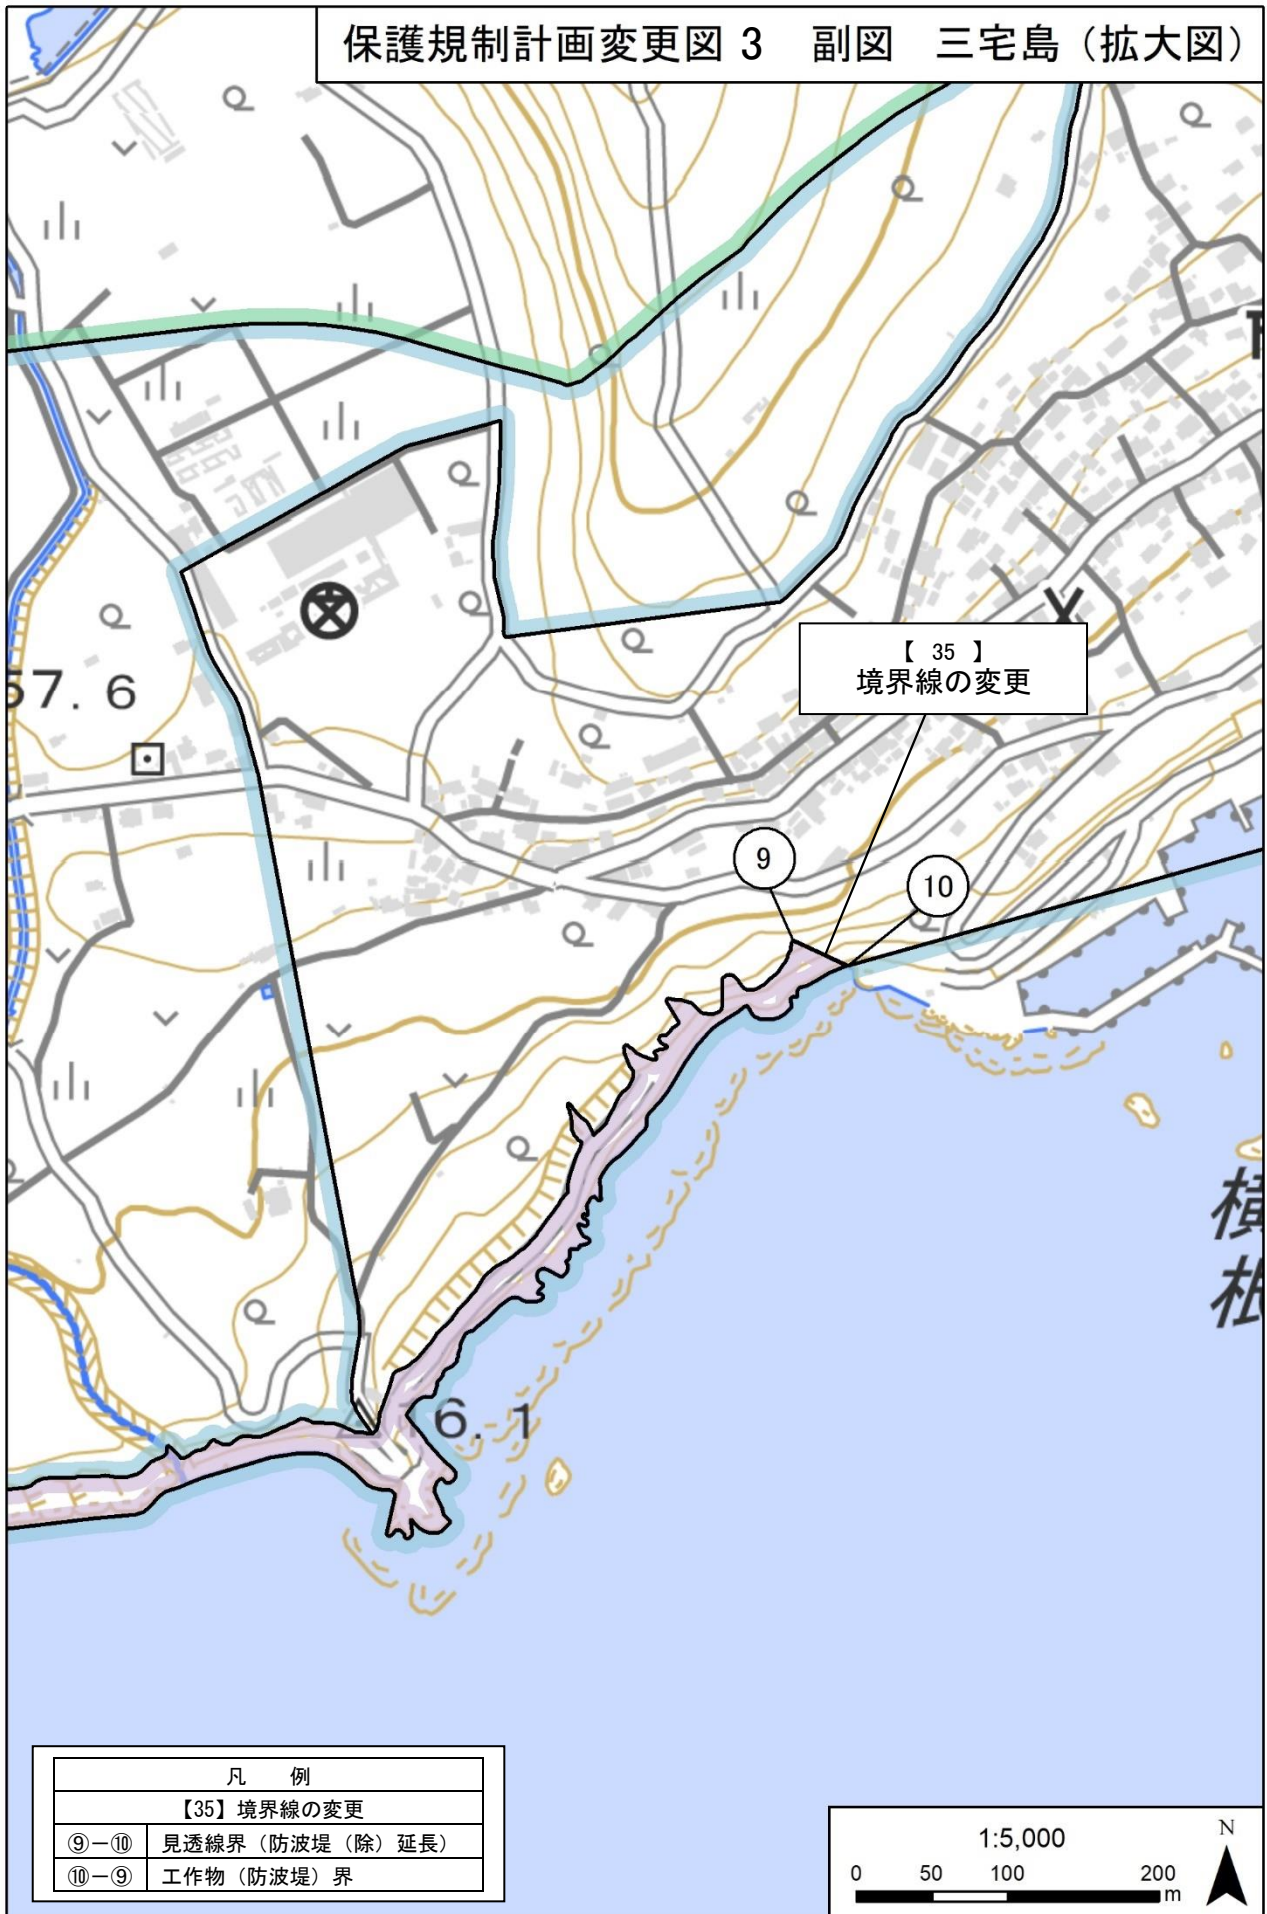 保護規制計画変更図 3　副図　三宅島（拡大図）
57. 6
【 35 】
境界線の変更
9
10
横
根
16. 1
凡　例
【35】境界線の変更
⑨－⑩　見透線界（防波堤（除）延長）
⑩－⑨　工作物（防波堤）界
1:5,000
N
0 50 100 200
m